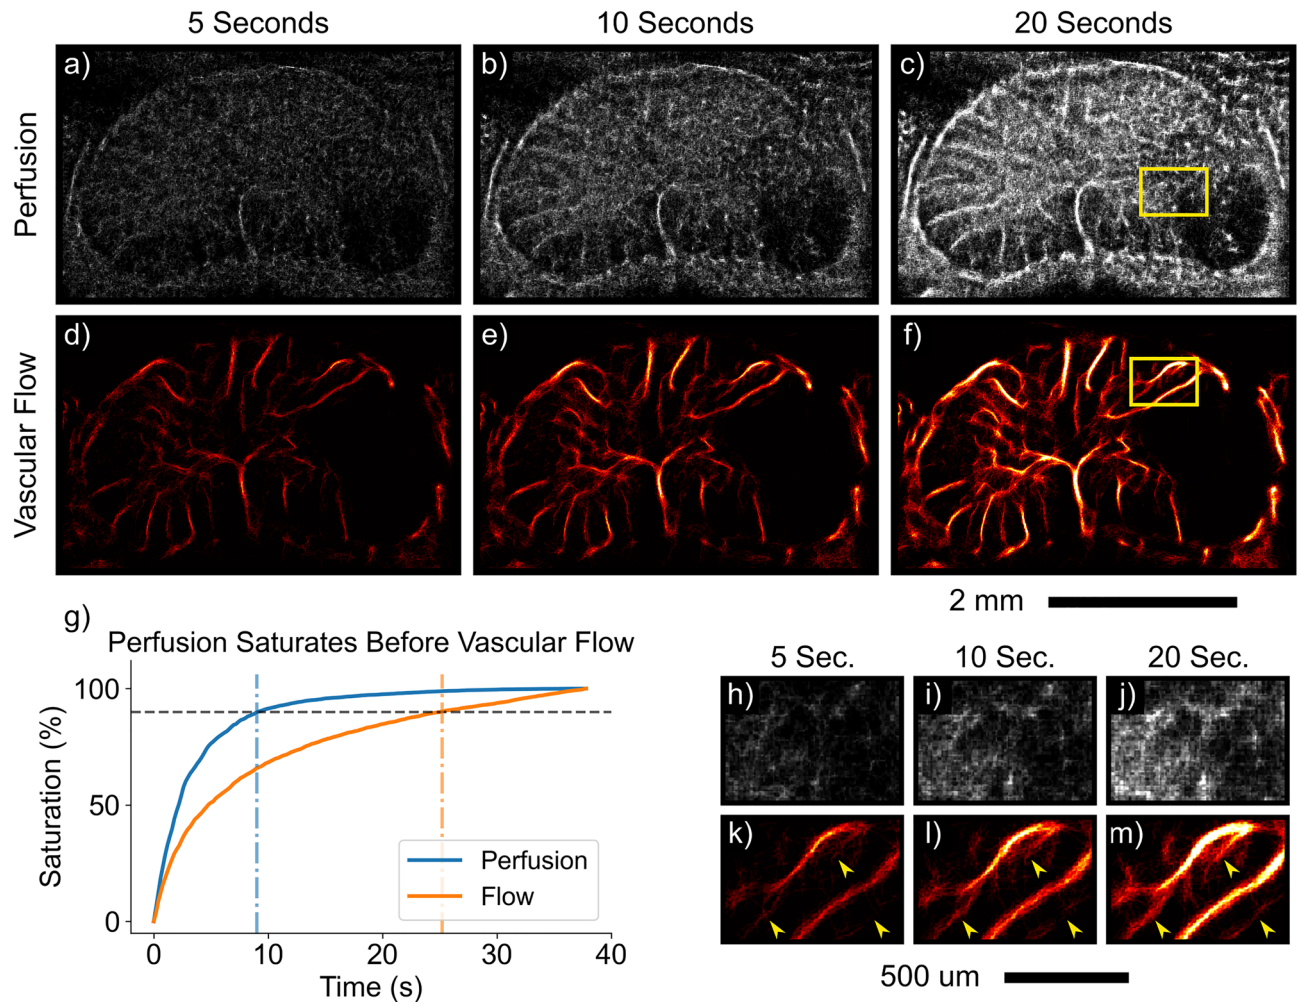 5 Seconds
10 Seconds
20 Seconds
Perfusion
a)
b)
c)
Vascular Flow
d)
e)
f)
2 mm
g)
Perfusion Saturates Before Vascular Flow
Saturation (%)
100
50
0
Perfusion
Flow
0
10
20
30
40
Time (s)
5 Sec.
10 Sec.
20 Sec.
h)
i)
j)
k)
l)
m)
500 um